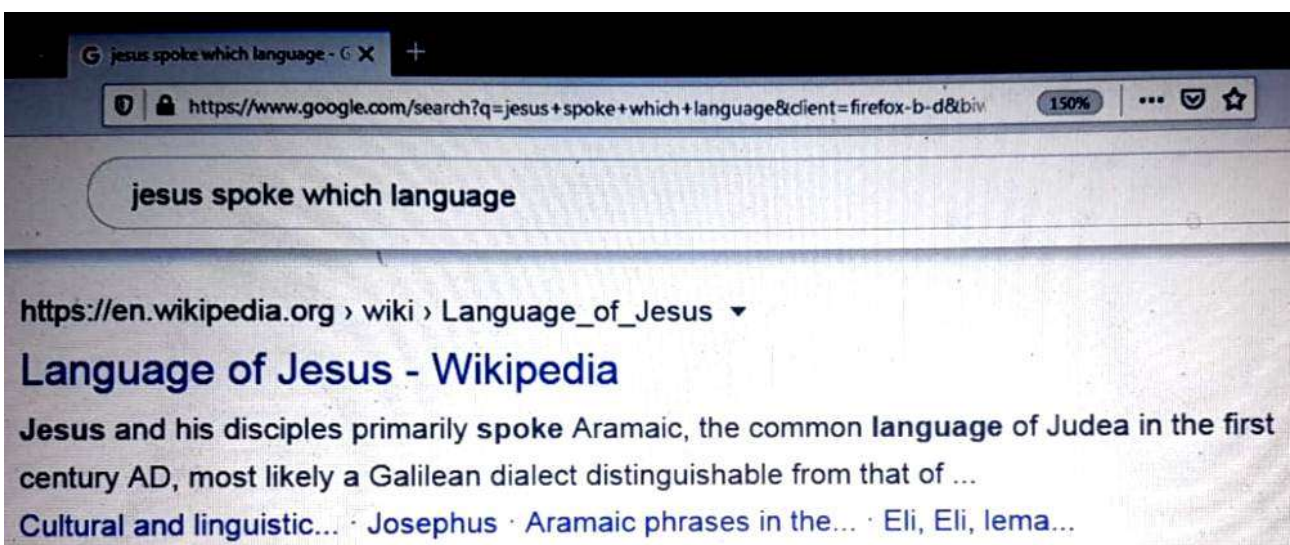 G jesus spoke which language - G X +
https://www.google.com/search?q=jesus+spoke+which+language&client=firefox-b-d&biw 150%
jesus spoke which language
https://en.wikipedia.org › wiki › Language_of_Jesus
Language of Jesus - Wikipedia
Jesus and his disciples primarily spoke Aramaic, the common language of Judea in the first
century AD, most likely a Galilean dialect distinguishable from that of ...
Cultural and linguistic... · Josephus · Aramaic phrases in the... · Eli, Eli, lema...